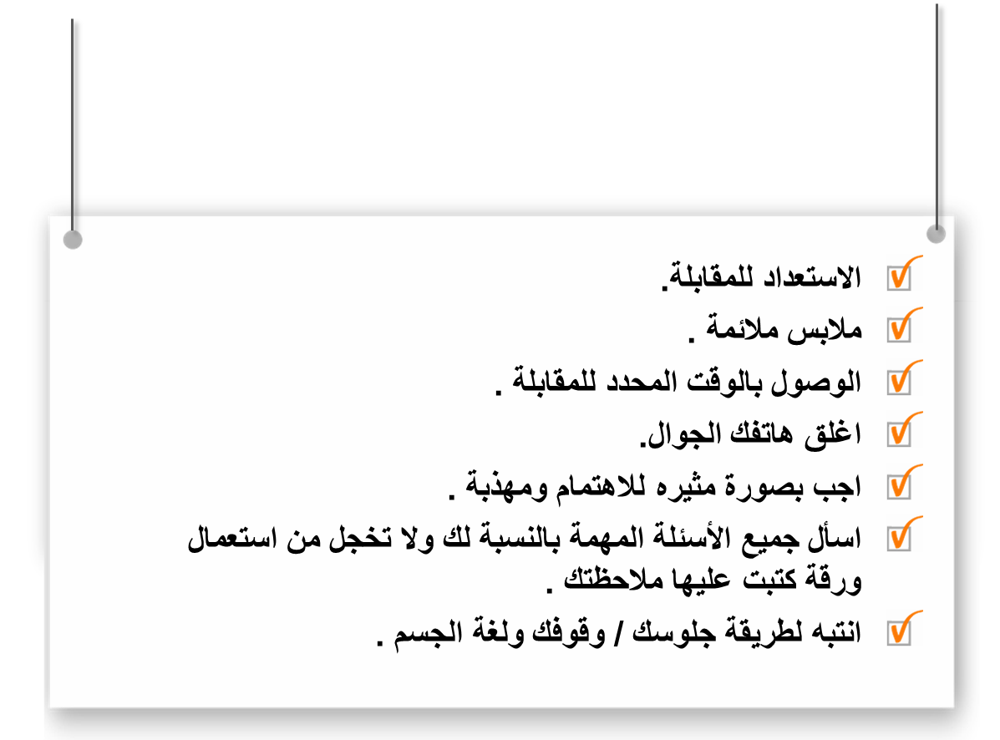 الاستعداد للمقابلة.
ملابس ملائمة .
الوصول بالوقت المحدد للمقابلة .
اغلق هاتفك الجوال.
اجب بصورة مثيره للاهتمام ومهذبة .
اسأل جميع الأسئلة المهمة بالنسبة لك ولا تخجل من استعمال
ورقة كتبت عليها ملاحظتك .
انتبه لطريقة جلوسك / وقوفك ولغة الجسم .